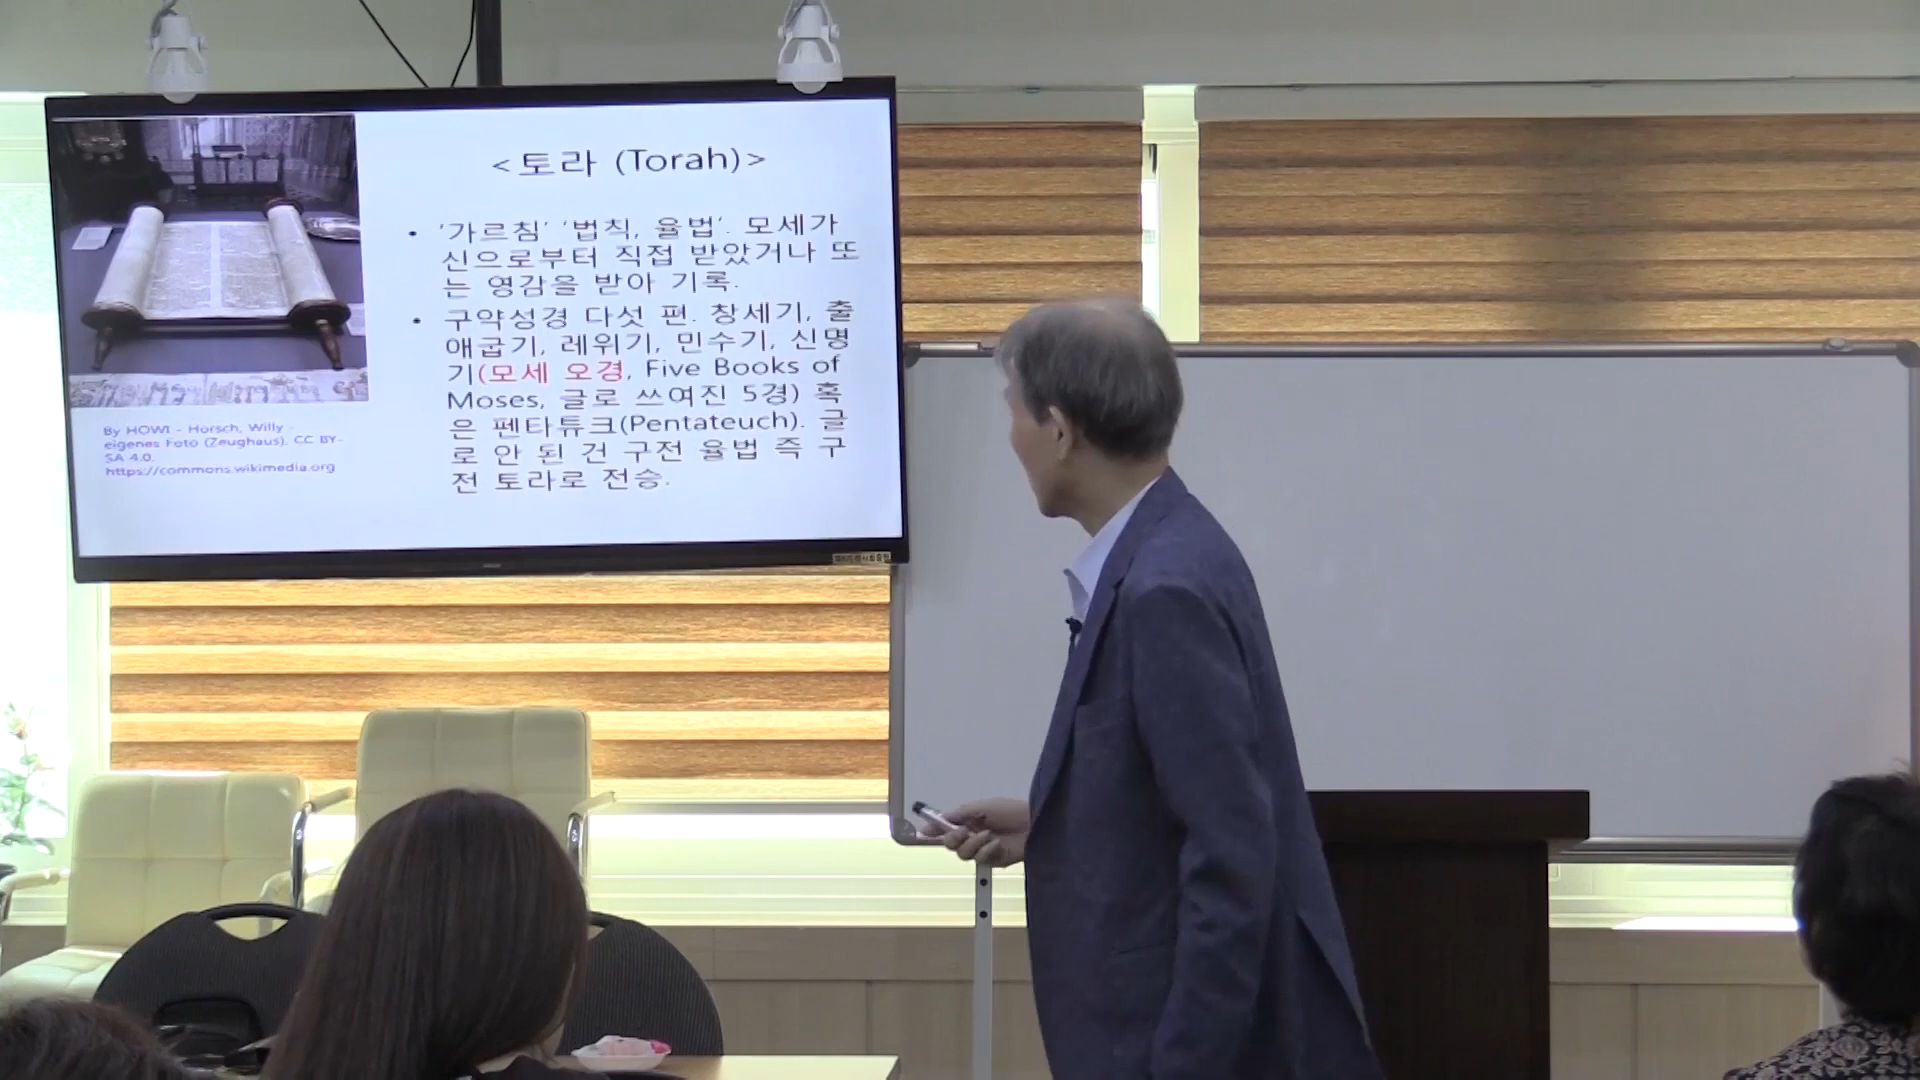 <토라 (Torah)>
• '가르침' '법칙, 율법'. 모세가
신으로부터 직접 받았거나 또
는 영감을 받아 기록.
• 구약성경 다섯 편. 창세기, 출
애굽기, 레위기, 민수기, 신명
기(모세 오경, Five Books of
Moses, 글로 쓰여진 5경) 혹
은 펜타튜크(Pentateuch). 글
로 안 된 건 구전 율법 즉 구
전 토라로 전승.
By HOWI - Horsch, Willy -
eigenes Foto (Zeughaus), CC BY-
SA 4.0,
https://commons.wikimedia.org